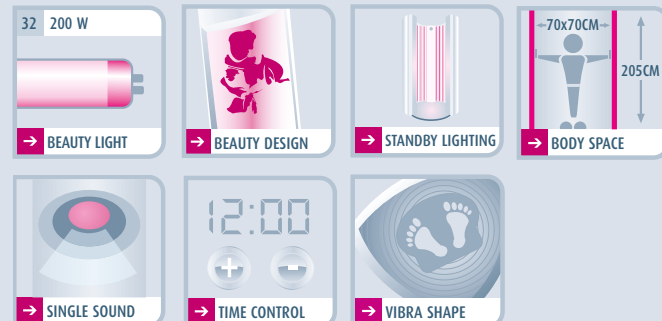 32 200 W
→ BEAUTY LIGHT
→ BEAUTY DESIGN
→ STANDBY LIGHTING
70x70CM
205CM
→ BODY SPACE
→ SINGLE SOUND
12:00
+ -
→ TIME CONTROL
→ VIBRA SHAPE